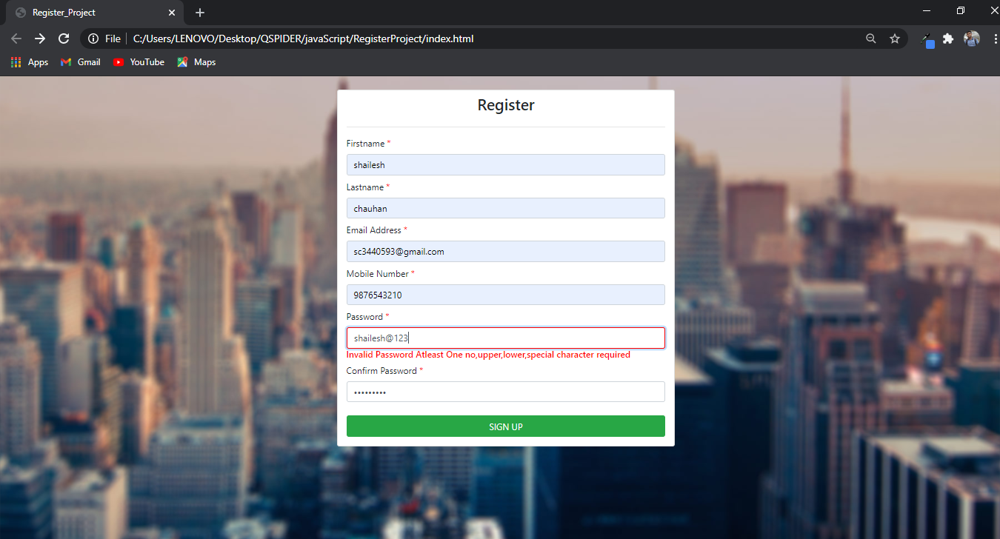 Register_Project
File C:/Users/LENOVO/Desktop/QSPIDER/javaScript/RegisterProject/index.html
Apps Gmail YouTube Maps
Register
Firstname *
shailesh
Lastname *
chauhan
Email Address *
sc3440593@gmail.com
Mobile Number *
9876543210
Password *
shailesh@123
Invalid Password Atleast One no,upper,lower,special character required
Confirm Password *
•••••••••
SIGN UP